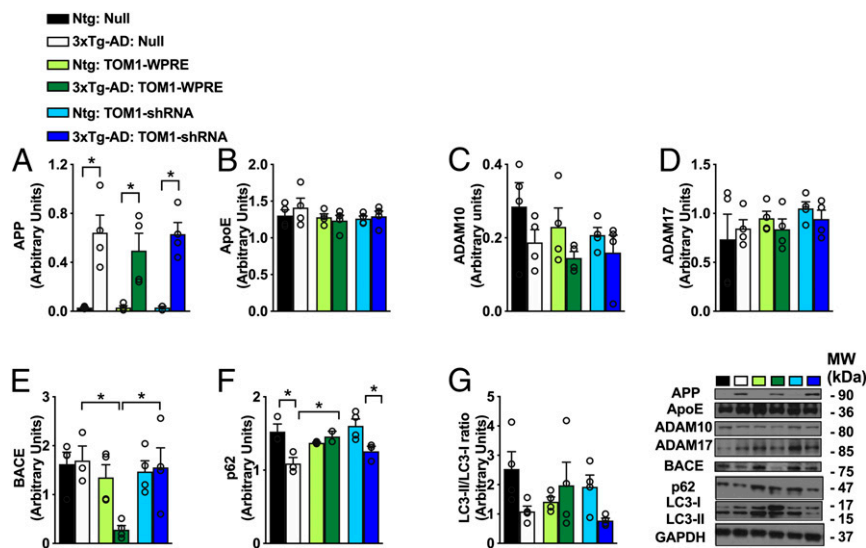 Ntg: Null
3xTg-AD: Null
Ntg: TOM1-WPRE
3xTg-AD: TOM1-WPRE
Ntg: TOM1-shRNA
3xTg-AD: TOM1-shRNA
A
APP
(Arbitrary Units)
1.2
0.8
0.4
0.0
*
*
*
B
ApoE
(Arbitrary Units)
2.0
1.5
1.0
0.5
0.0
C
ADAM10
(Arbitrary Units)
0.4
0.2
0.0
D
ADAM17
(Arbitrary Units)
1.5
1.0
0.5
0.0
E
BACE
(Arbitrary Units)
4
3
2
1
0
*
*
F
p62
(Arbitrary Units)
2
1
0
*
*
*
G
LC3-II/LC3-I ratio
(Arbitrary Units)
5
4
3
2
1
0
MW
(kDa)
APP - 90
ApoE - 36
ADAM10 - 80
ADAM17 - 85
BACE - 75
p62 - 47
LC3-I - 17
LC3-II - 15
GAPDH - 37